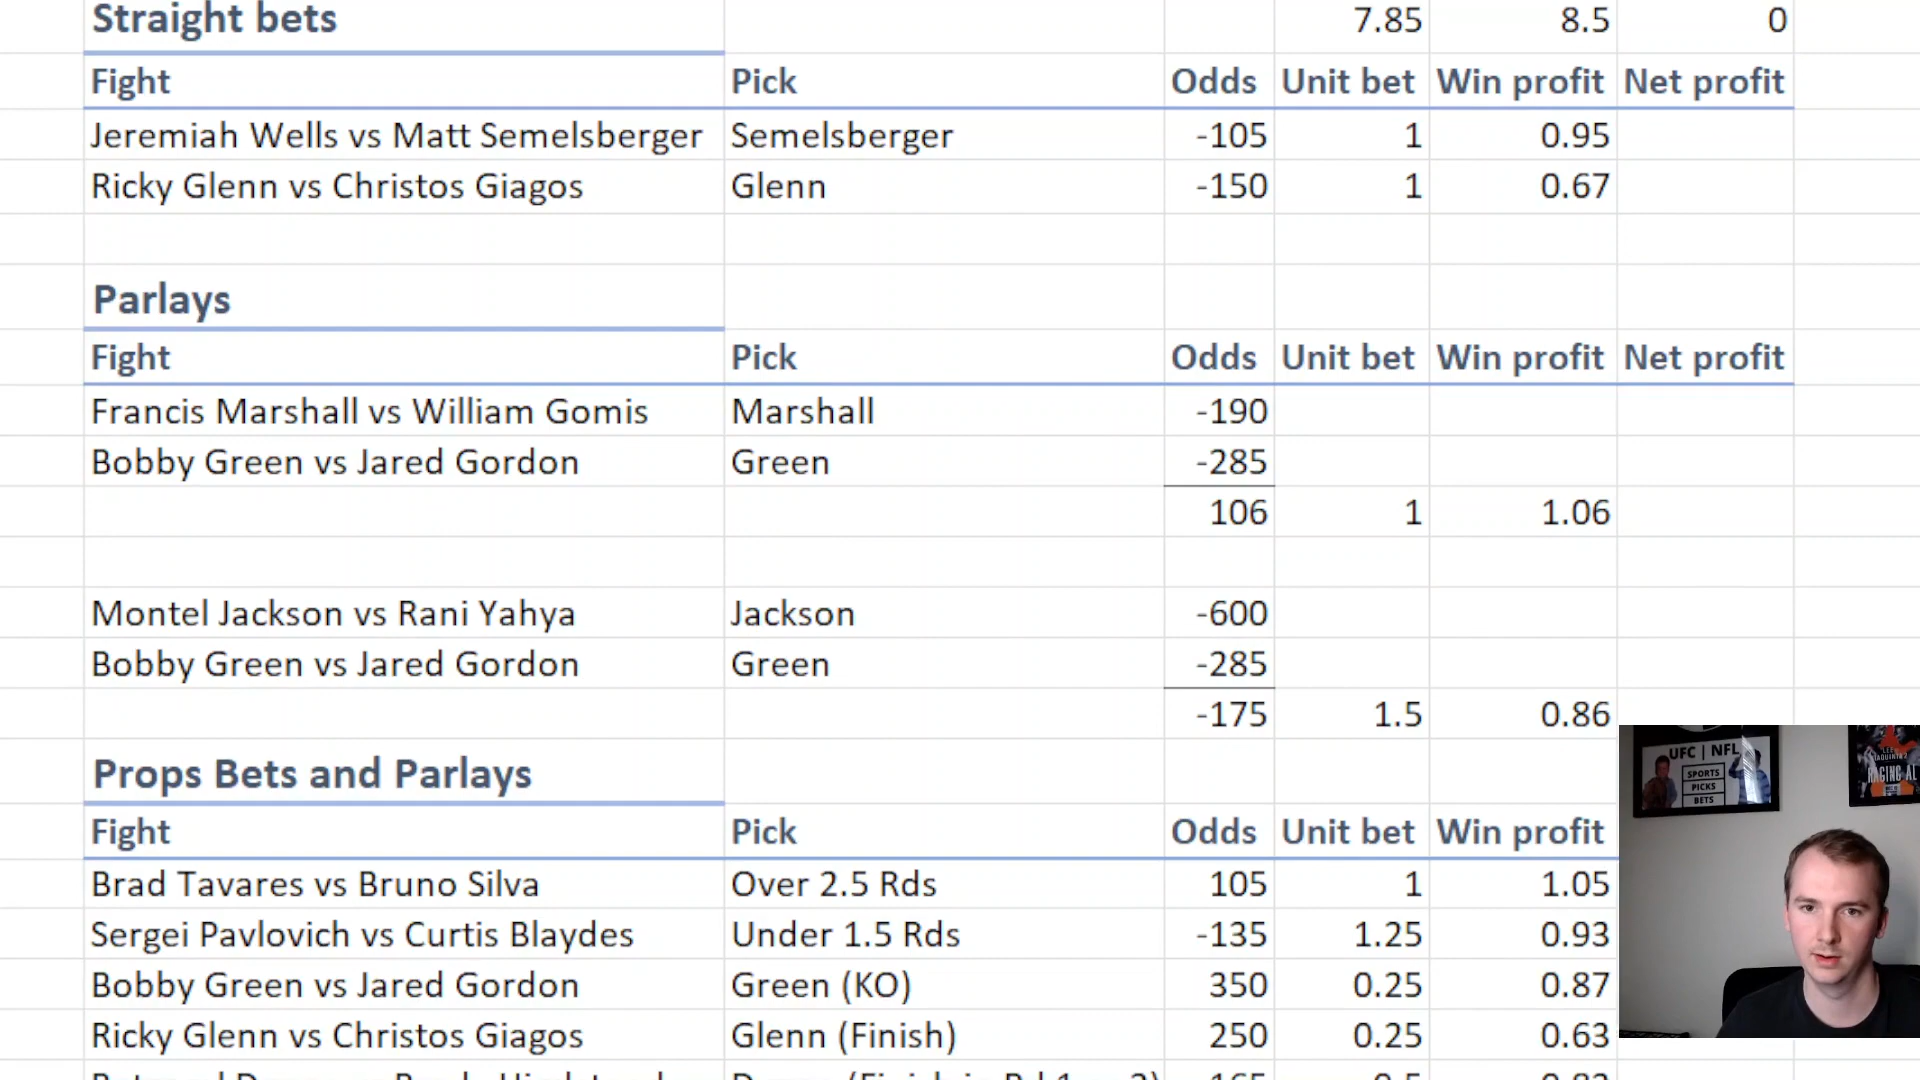 Straight bets 7.85 8.5 0
Fight Pick Odds Unit bet Win profit Net profit
Jeremiah Wells vs Matt Semelsberger Semelsberger -105 1 0.95
Ricky Glenn vs Christos Giagos Glenn -150 1 0.67
Parlays
Fight Pick Odds Unit bet Win profit Net profit
Francis Marshall vs William Gomis Marshall -190
Bobby Green vs Jared Gordon Green -285
106 1 1.06
Montel Jackson vs Rani Yahya Jackson -600
Bobby Green vs Jared Gordon Green -285
-175 1.5 0.86
Props Bets and Parlays
Fight Pick Odds Unit bet Win profit
Brad Tavares vs Bruno Silva Over 2.5 Rds 105 1 1.05
Sergei Pavlovich vs Curtis Blaydes Under 1.5 Rds -135 1.25 0.93
Bobby Green vs Jared Gordon Green (KO) 350 0.25 0.87
Ricky Glenn vs Christos Giagos Glenn (Finish) 250 0.25 0.63
UFC | NFL
SPORTS
PICKS
BETS
RAGING AL